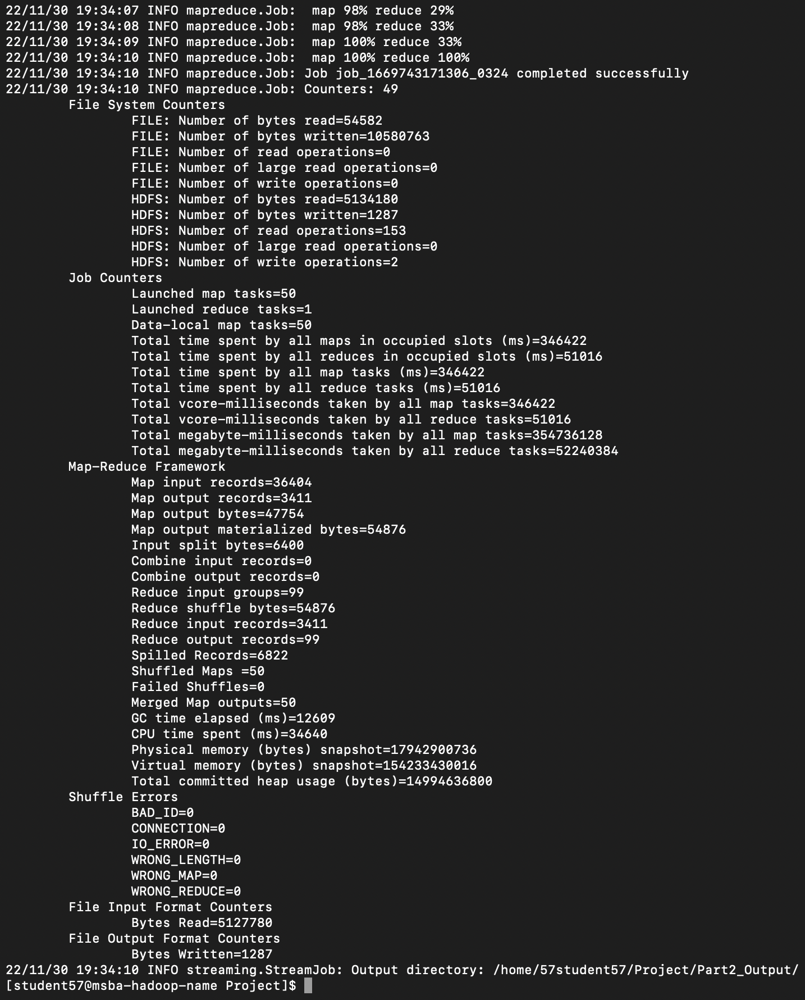 22/11/30 19:34:07 INFO mapreduce.Job:  map 98% reduce 29%
22/11/30 19:34:08 INFO mapreduce.Job:  map 98% reduce 33%
22/11/30 19:34:09 INFO mapreduce.Job:  map 100% reduce 33%
22/11/30 19:34:10 INFO mapreduce.Job:  map 100% reduce 100%
22/11/30 19:34:10 INFO mapreduce.Job: Job job_1669743171306_0324 completed successfully
22/11/30 19:34:10 INFO mapreduce.Job: Counters: 49
File System Counters
FILE: Number of bytes read=54582
FILE: Number of bytes written=10580763
FILE: Number of read operations=0
FILE: Number of large read operations=0
FILE: Number of write operations=0
HDFS: Number of bytes read=5134180
HDFS: Number of bytes written=1287
HDFS: Number of read operations=153
HDFS: Number of large read operations=0
HDFS: Number of write operations=2
Job Counters
Launched map tasks=50
Launched reduce tasks=1
Data-local map tasks=50
Total time spent by all maps in occupied slots (ms)=346422
Total time spent by all reduces in occupied slots (ms)=51016
Total time spent by all map tasks (ms)=346422
Total time spent by all reduce tasks (ms)=51016
Total vcore-milliseconds taken by all map tasks=346422
Total vcore-milliseconds taken by all reduce tasks=51016
Total megabyte-milliseconds taken by all map tasks=354736128
Total megabyte-milliseconds taken by all reduce tasks=52240384
Map-Reduce Framework
Map input records=36404
Map output records=3411
Map output bytes=47754
Map output materialized bytes=54876
Input split bytes=6400
Combine input records=0
Combine output records=0
Reduce input groups=99
Reduce shuffle bytes=54876
Reduce input records=3411
Reduce output records=99
Spilled Records=6822
Shuffled Maps =50
Failed Shuffles=0
Merged Map outputs=50
GC time elapsed (ms)=12609
CPU time spent (ms)=34640
Physical memory (bytes) snapshot=17942900736
Virtual memory (bytes) snapshot=154233430016
Total committed heap usage (bytes)=14994636800
Shuffle Errors
BAD_ID=0
CONNECTION=0
IO_ERROR=0
WRONG_LENGTH=0
WRONG_MAP=0
WRONG_REDUCE=0
File Input Format Counters
Bytes Read=5127780
File Output Format Counters
Bytes Written=1287
22/11/30 19:34:10 INFO streaming.StreamJob: Output directory: /home/57student57/Project/Part2_Output/
[student57@msba-hadoop-name Project]$